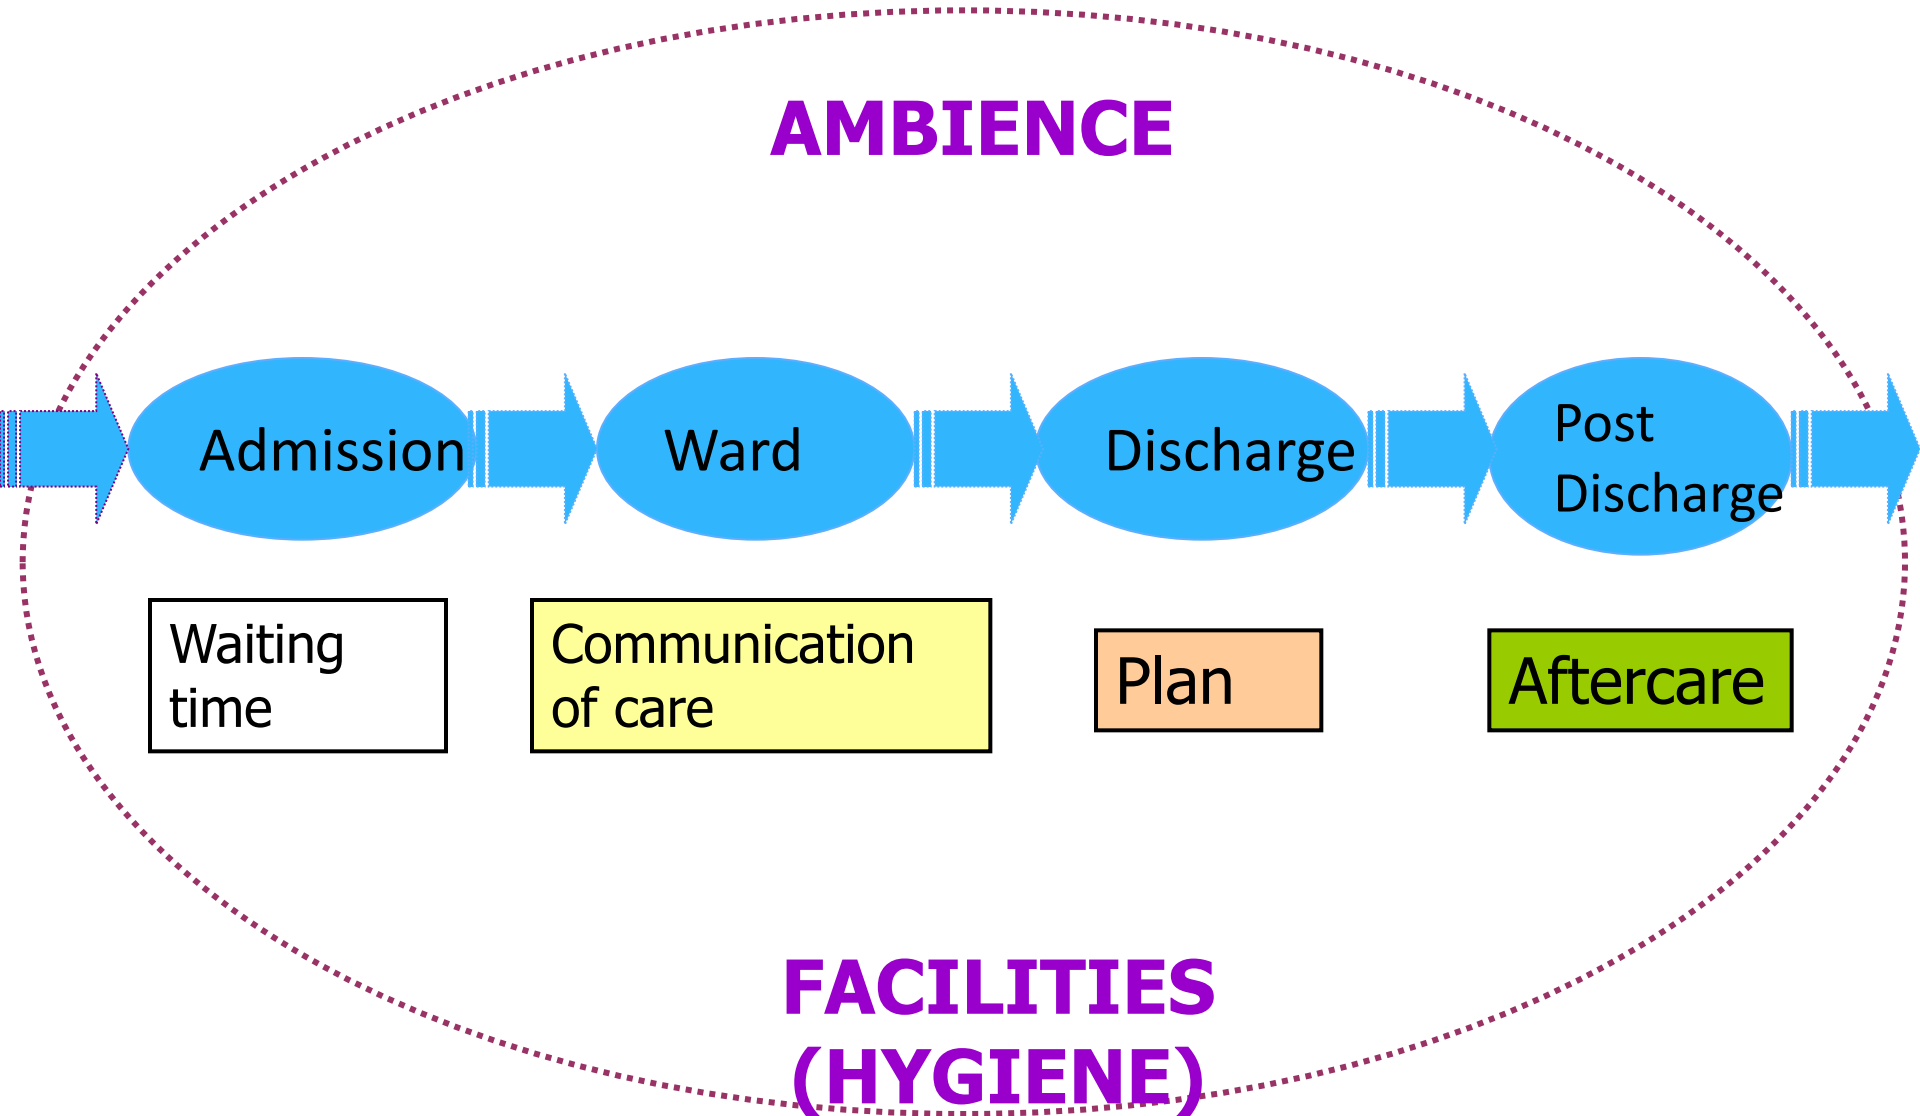 AMBIENCE
Admission
Ward
Discharge
Post
Discharge
Waiting
time
Communication
of care
Plan
Aftercare
FACILITIES
(HYGIENE)